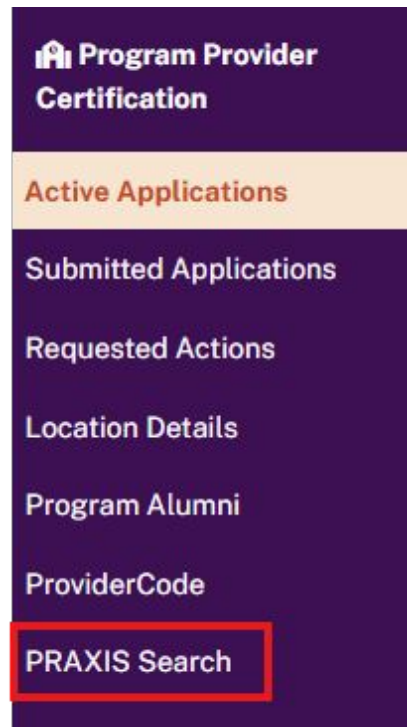 Program Provider
Certification
Active Applications
Submitted Applications
Requested Actions
Location Details
Program Alumni
ProviderCode
PRAXIS Search